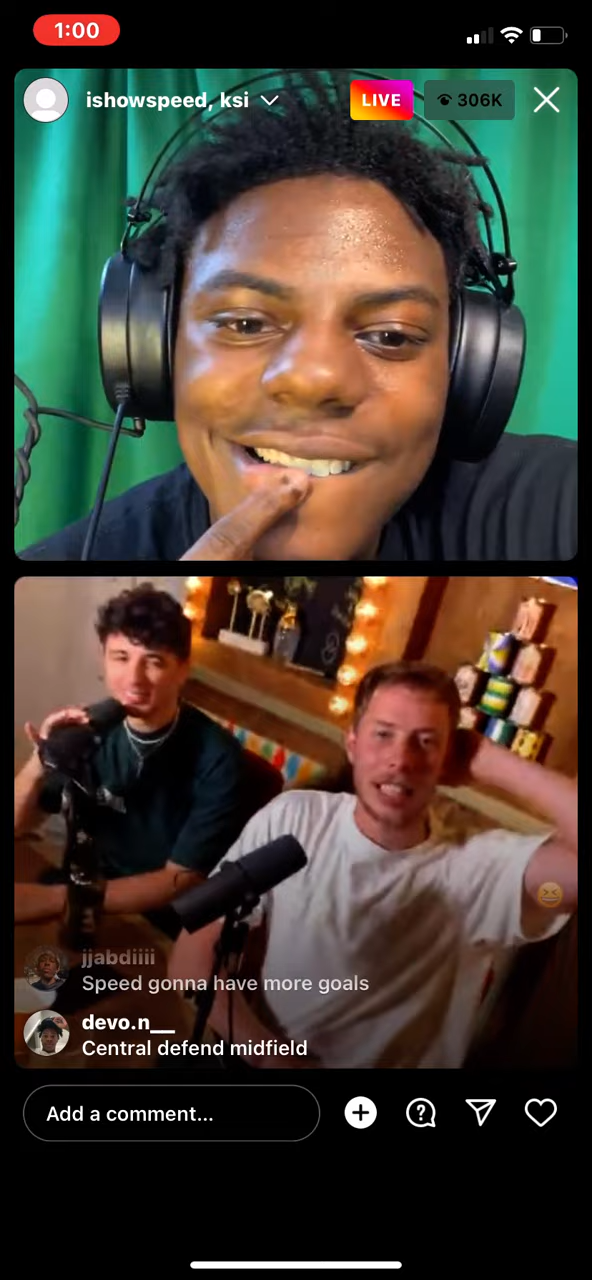 1:00
ishowspeed, ksi
LIVE
306K
jjabdiiii
Speed gonna have more goals
devo.n__
Central defend midfield
Add a comment...